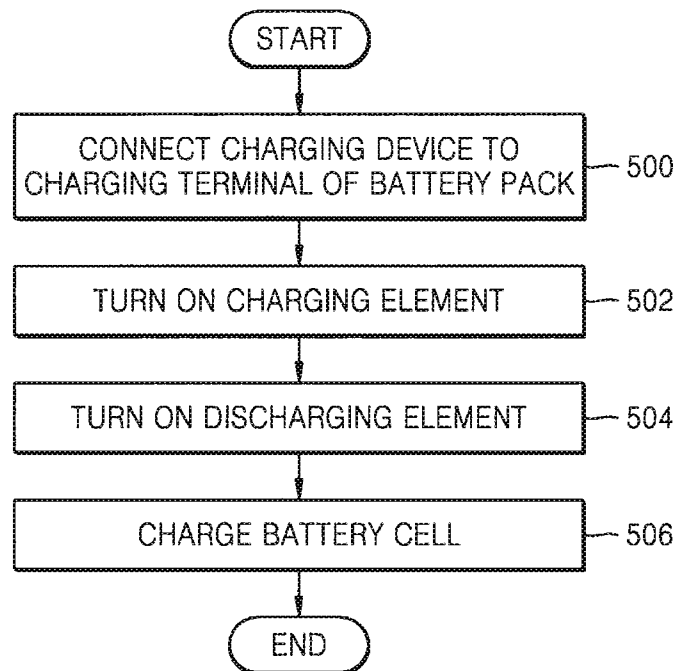 START
CONNECT CHARGING DEVICE TO
CHARGING TERMINAL OF BATTERY PACK
500
TURN ON CHARGING ELEMENT
502
TURN ON DISCHARGING ELEMENT
504
CHARGE BATTERY CELL
506
END